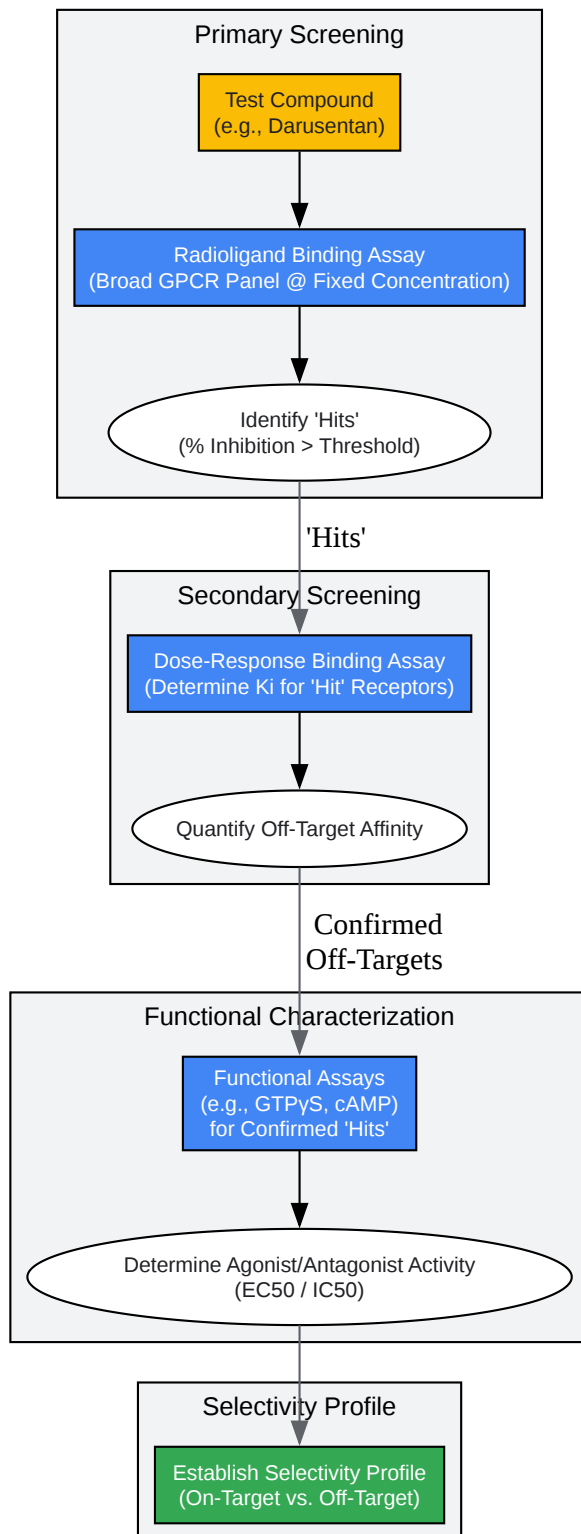 Primary Screening
Test Compound
(e.g., Darusentan)
Radioligand Binding Assay
(Broad GPCR Panel @ Fixed Concentration)
Identify 'Hits'
(% Inhibition > Threshold)
'Hits'
Secondary Screening
Dose-Response Binding Assay
(Determine Ki for 'Hit' Receptors)
Quantify Off-Target Affinity
Confirmed
Off-Targets
Functional Characterization
Functional Assays
(e.g., GTPγS, cAMP)
for Confirmed 'Hits'
Determine Agonist/Antagonist Activity
(EC50 / IC50)
Selectivity Profile
Establish Selectivity Profile
(On-Target vs. Off-Target)